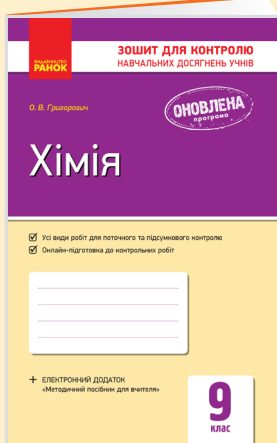 ЗОШИТ ДЛЯ КОНТРОЛЮ
НАВЧАЛЬНИХ ДОСЯГНЕНЬ УЧНІВ
ВИДАВНИЦТВО
РАНОК
О. В. Григорович
ОНОВЛЕНА
програма
Хімія
Усі види робіт для поточного та підсумкового контролю
Онлайн-підготовка до контрольних робіт
+ ЕЛЕКТРОННИЙ ДОДАТОК
«Методичний посібник для вчителя»
9
КЛАС